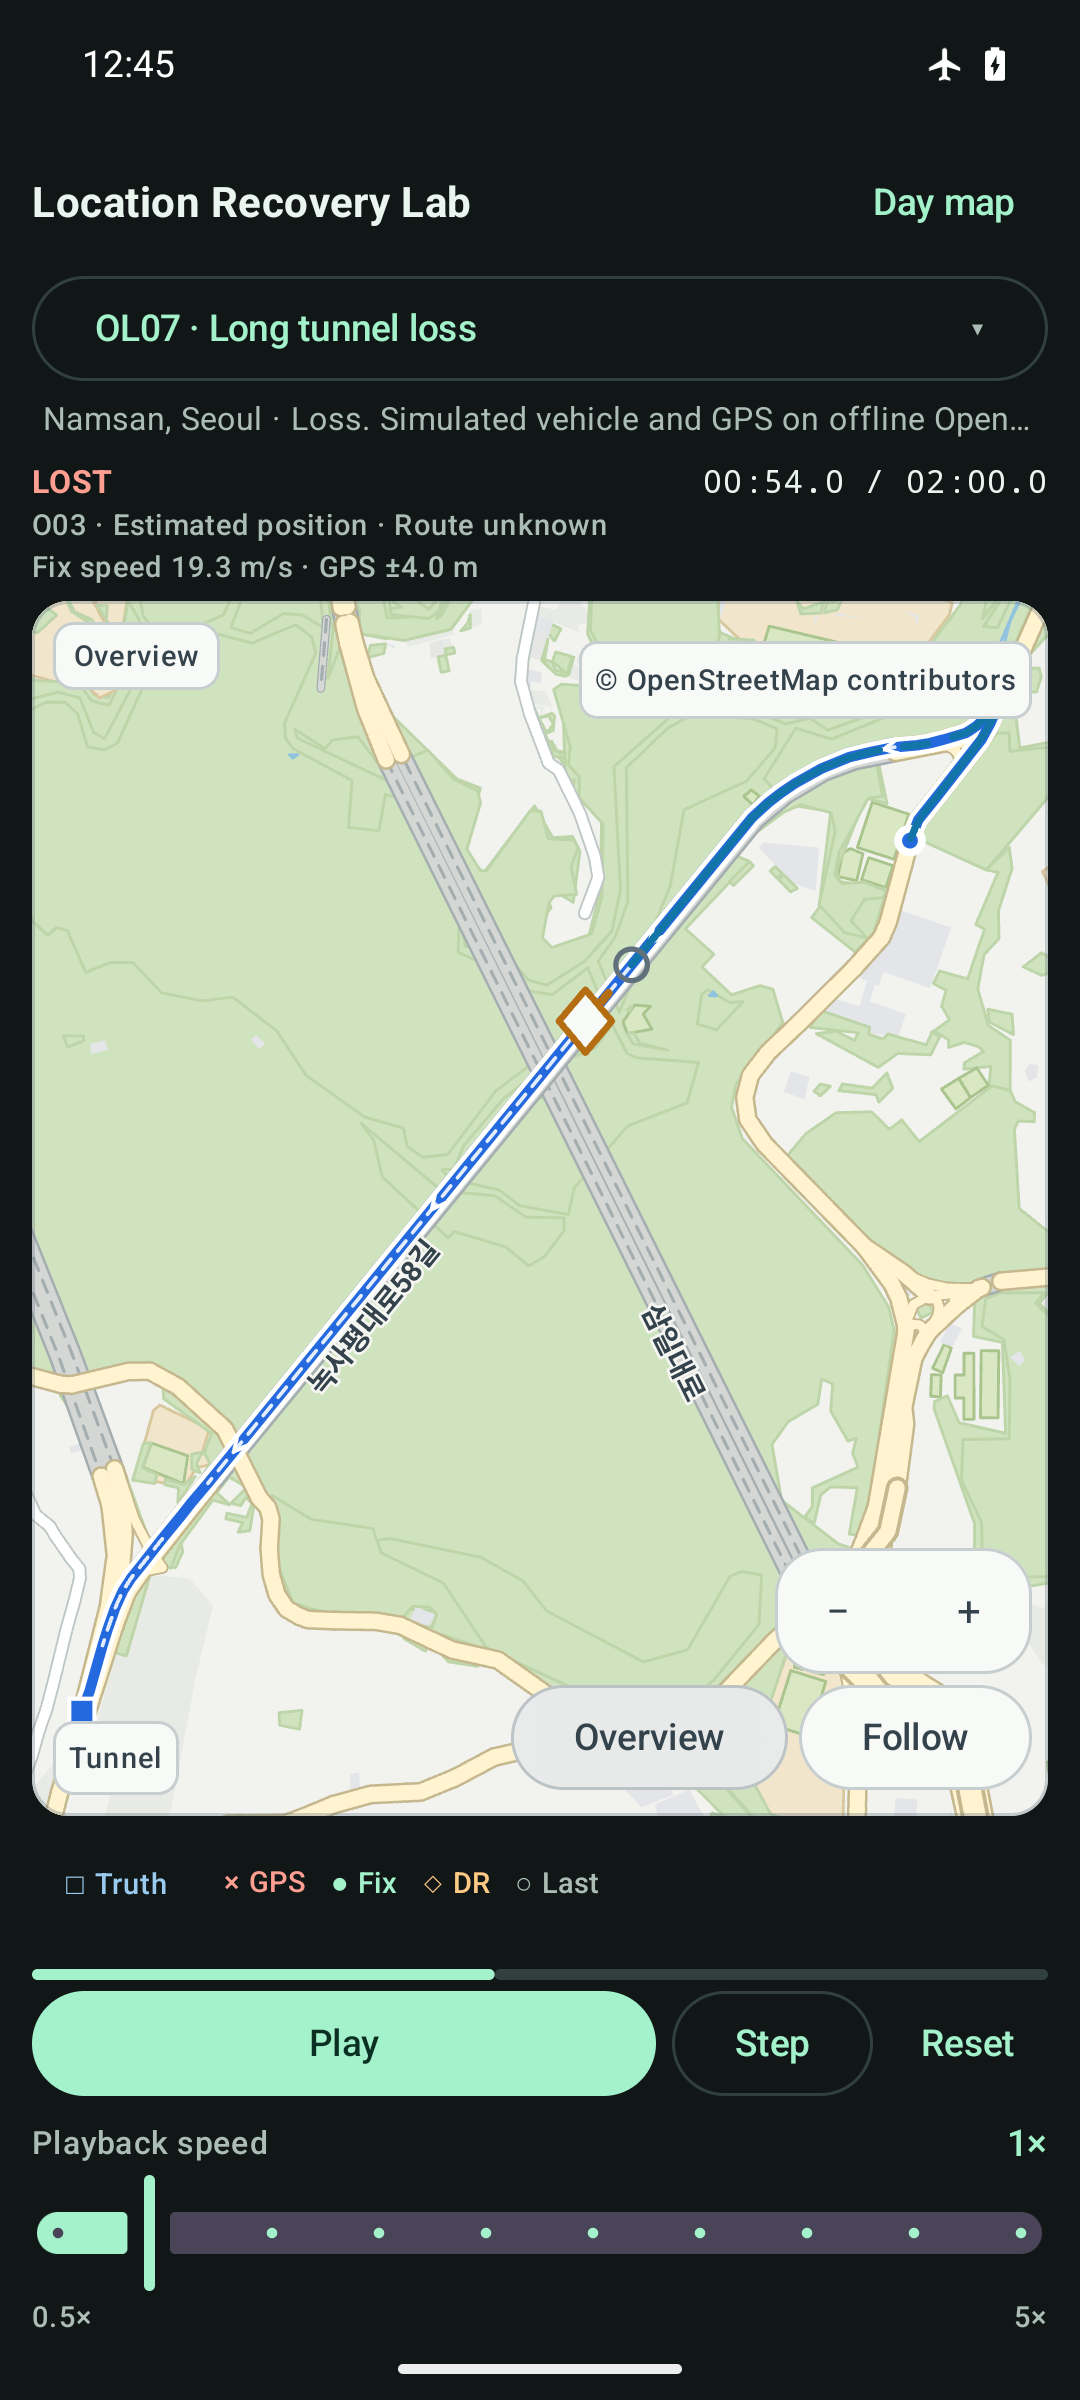 12:45
Location Recovery Lab
Day map
OL07 · Long tunnel loss
Namsan, Seoul · Loss. Simulated vehicle and GPS on offline Open…
LOST
00:54.0 / 02:00.0
O03 · Estimated position · Route unknown
Fix speed 19.3 m/s · GPS ±4.0 m
Overview
© OpenStreetMap contributors
녹사평대로58길
삼일대로
− +
Overview
Follow
Tunnel
□ Truth × GPS ● Fix ◇ DR ○ Last
Play
Step
Reset
Playback speed
1×
0.5×
5×